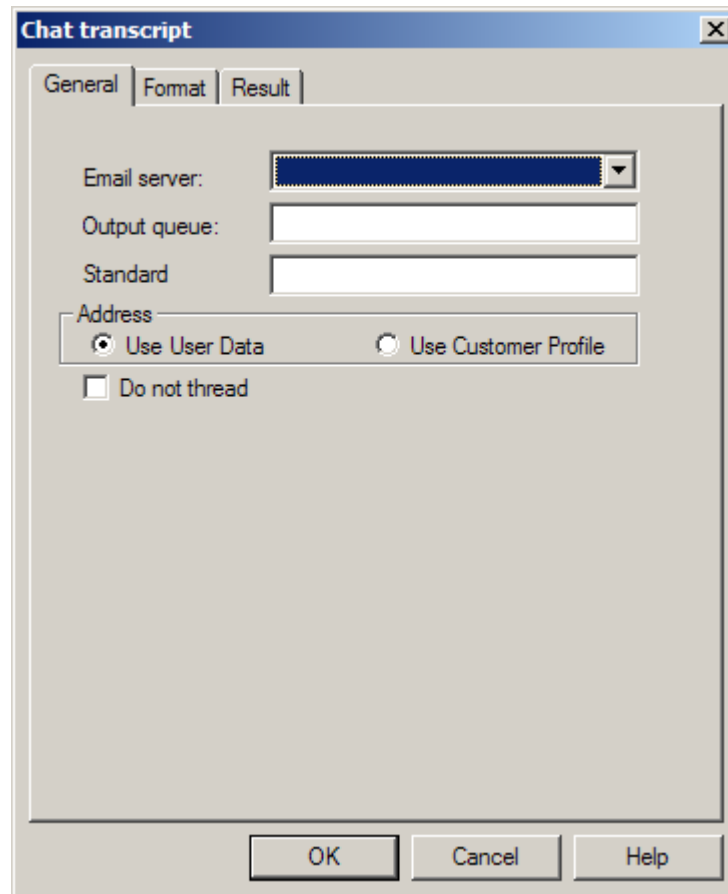 Chat transcript
General Format Result
Email server:
Output queue:
Standard
Address
Use User Data Use Customer Profile
Do not thread
OK Cancel Help